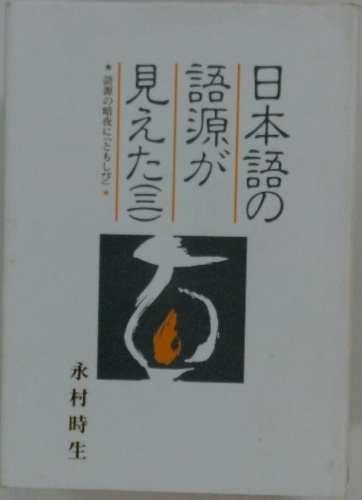 日本語の
語源が
見えた(三)
★語源の暗夜に『ともしび』★
永村時生